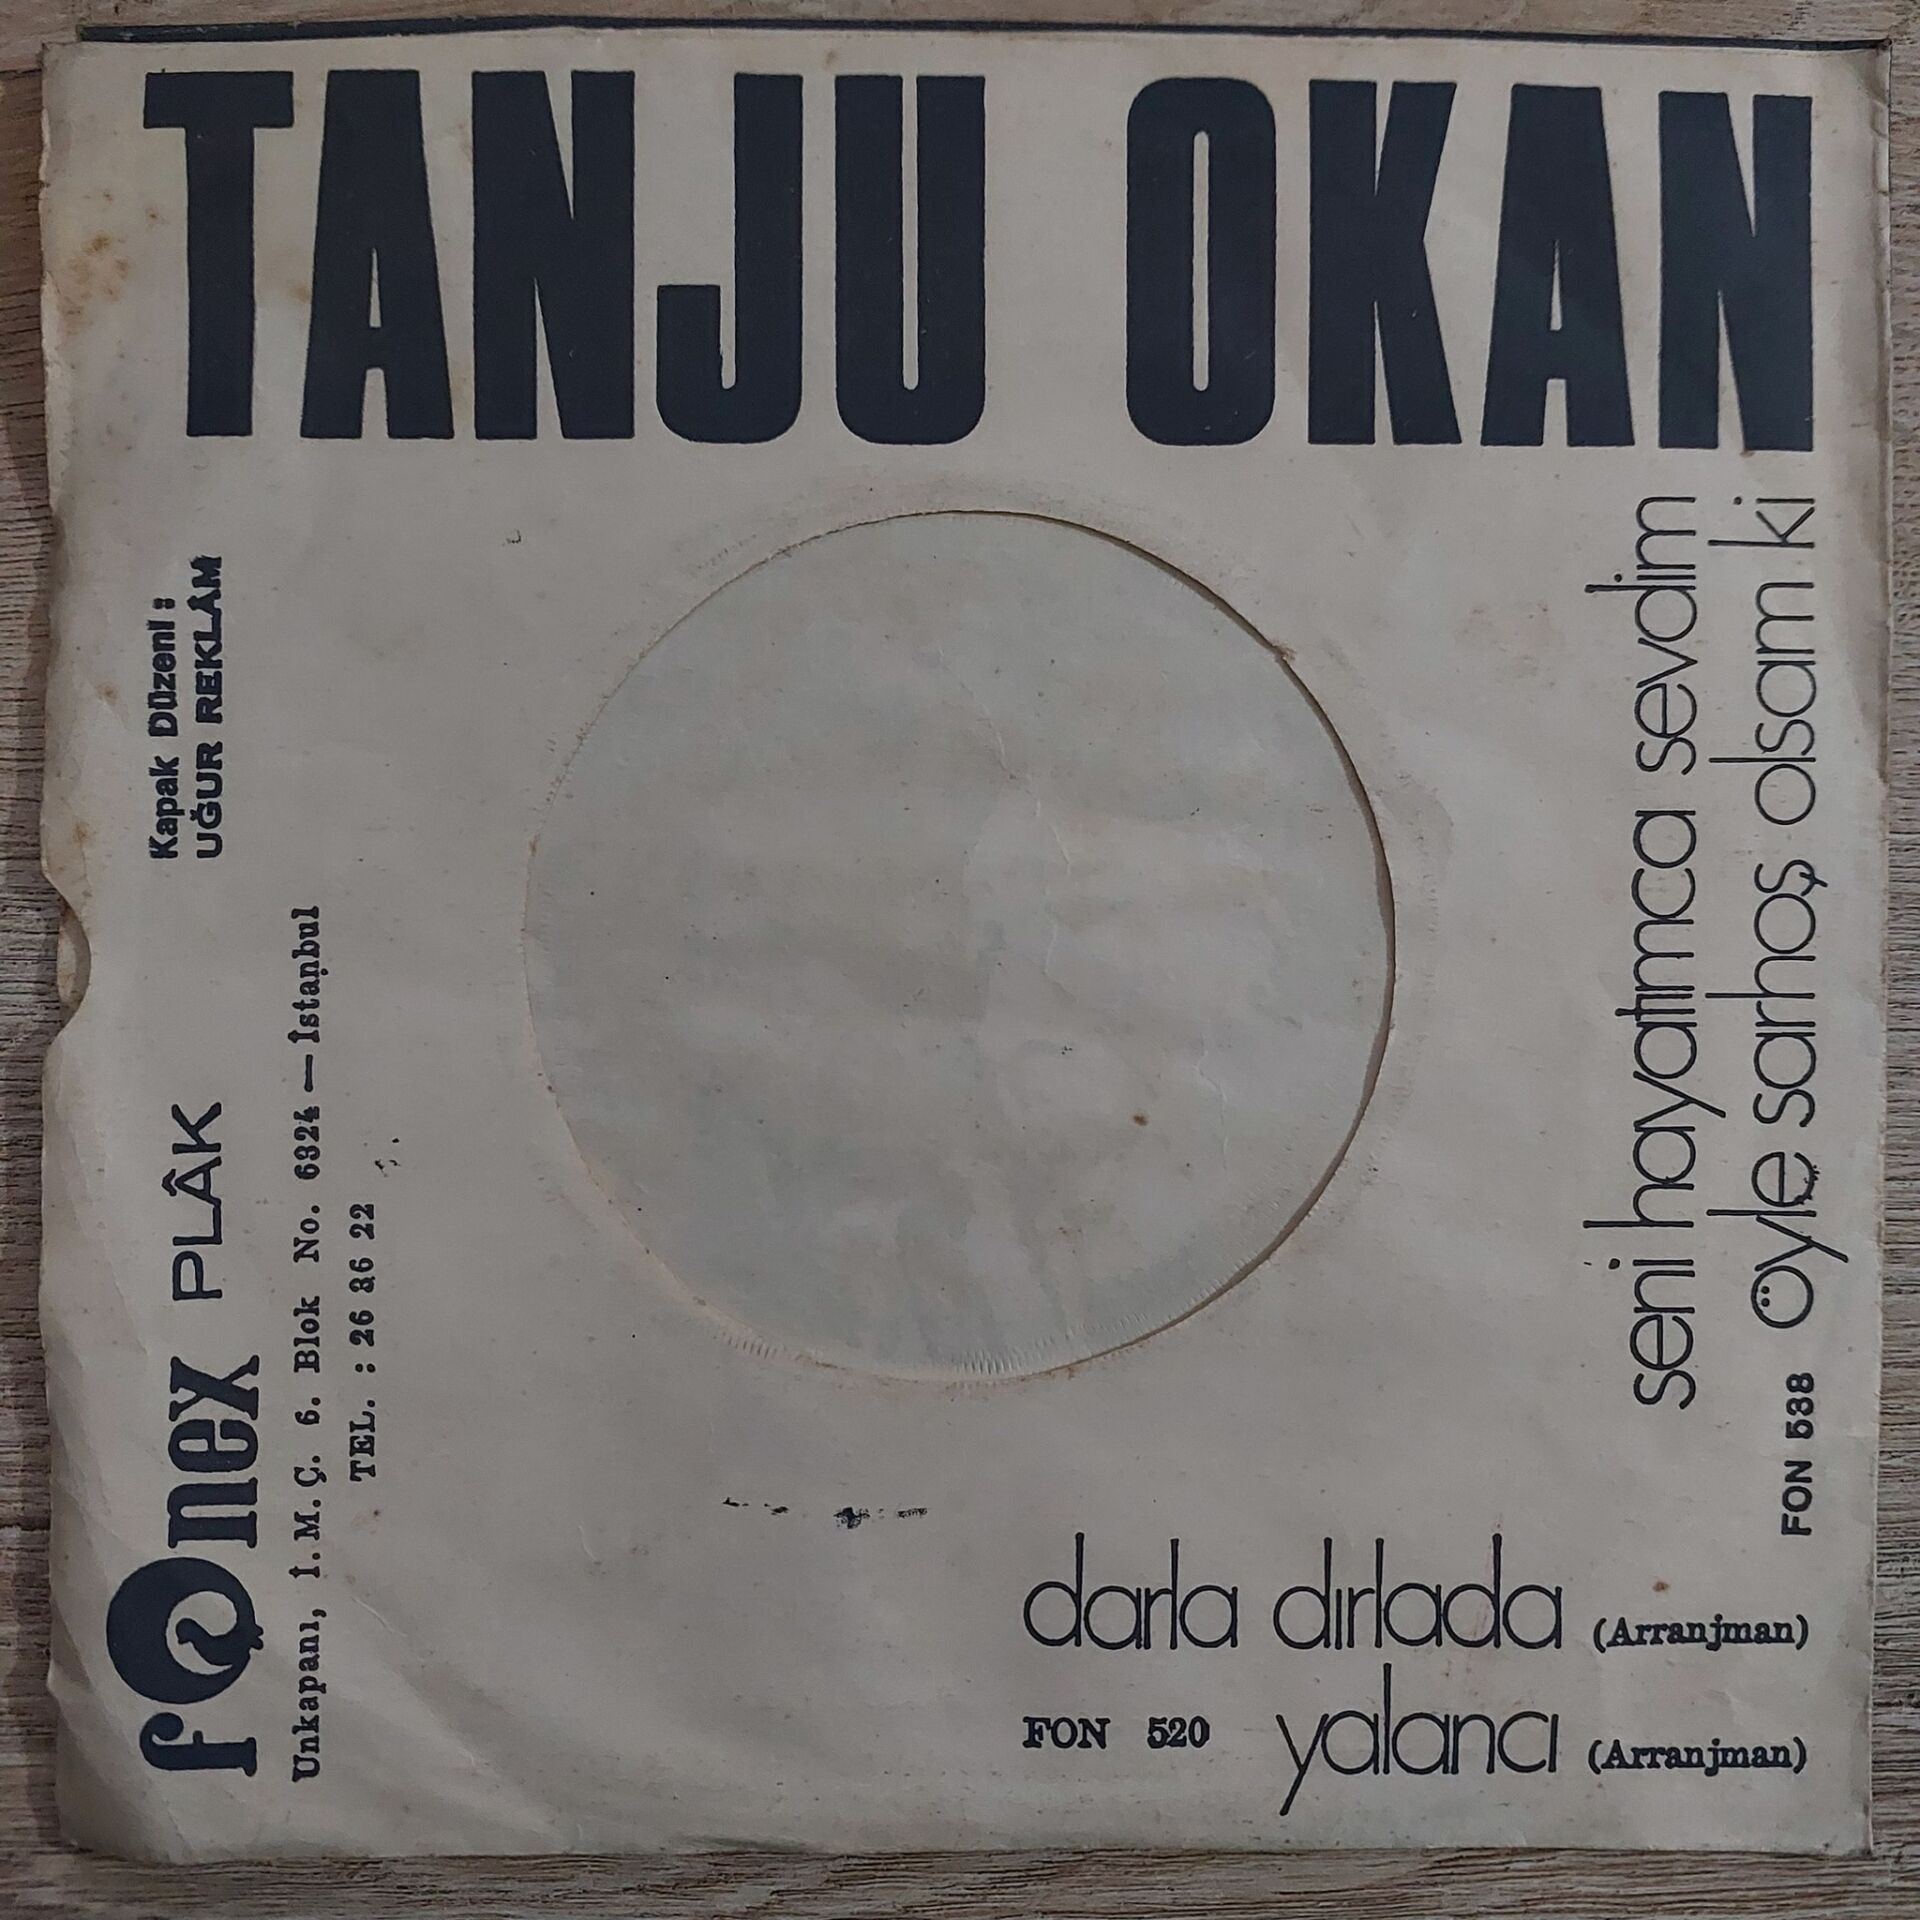 TANJU OKAN
Kapak Düzeni :
UĞUR REKLÂM
fonex PLÂK
Unkapanı, İ.M.Ç. 6. Blok No. 6324 — İstanbul
TEL. : 26 36 22
seni hayatımca sevdim
FON 538 Öyle sarhoş olsam ki
darla dırlada (Arranjman)
FON 520 yalancı (Arranjman)